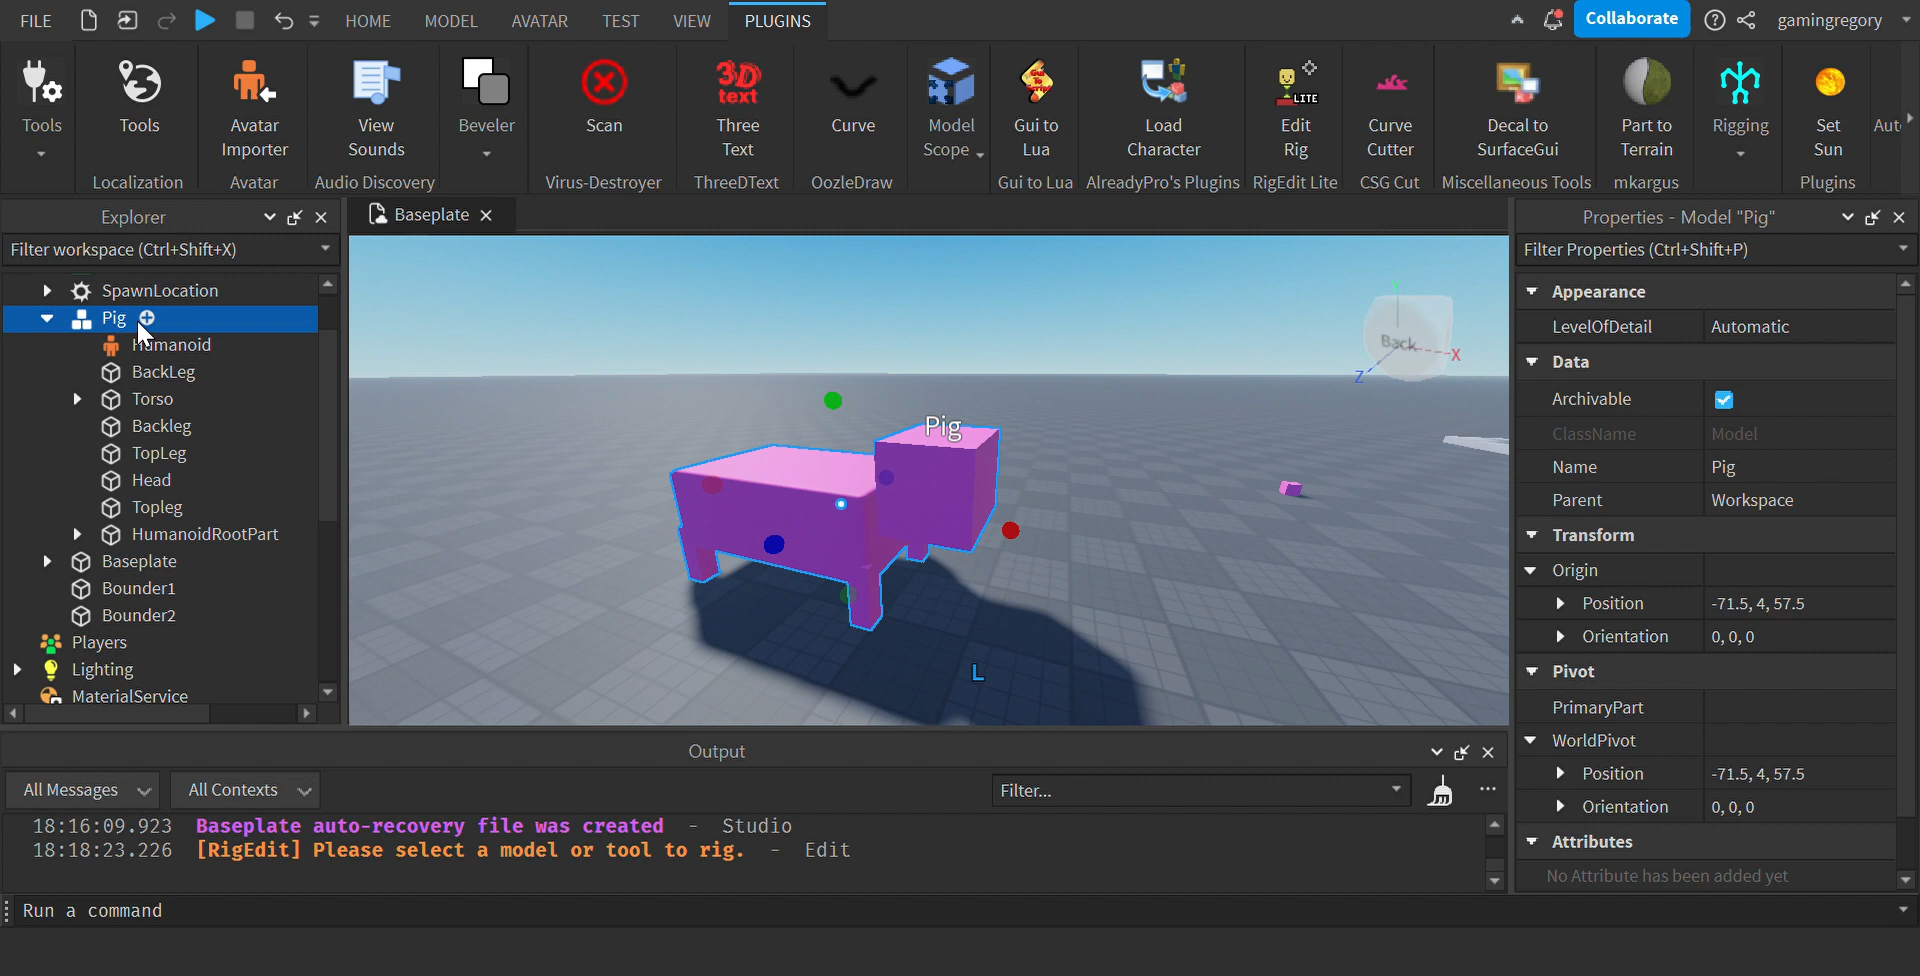 FILE HOME MODEL AVATAR TEST VIEW PLUGINS Collaborate gamingregory
Tools
Tools
Localization
Avatar
Importer
Avatar
View
Sounds
Audio Discovery
Beveler
Scan
Virus-Destroyer
3D
text
Three
Text
ThreeDText
Curve
OozleDraw
Model
Scope
Gui to
Lua
Gui to Lua
Load
Character
AlreadyPro's Plugins
LITE
Edit
Rig
RigEdit Lite
Curve
Cutter
CSG Cut
Decal to
SurfaceGui
Miscellaneous Tools
Part to
Terrain
mkargus
Rigging
Set
Sun
Plugins
Explorer
Filter workspace (Ctrl+Shift+X)
SpawnLocation
Pig
Humanoid
BackLeg
Torso
Backleg
TopLeg
Head
Topleg
HumanoidRootPart
Baseplate
Bounder1
Bounder2
Players
Lighting
MaterialService
Baseplate
Pig
Y
Back
X
Z
L
Properties - Model "Pig"
Filter Properties (Ctrl+Shift+P)
Appearance
LevelOfDetail Automatic
Data
Archivable
ClassName Model
Name Pig
Parent Workspace
Transform
Origin
Position -71.5, 4, 57.5
Orientation 0, 0, 0
Pivot
PrimaryPart
WorldPivot
Position -71.5, 4, 57.5
Orientation 0, 0, 0
Attributes
No Attribute has been added yet
Output
All Messages All Contexts Filter...
18:16:09.923 Baseplate auto-recovery file was created - Studio
18:18:23.226 [RigEdit] Please select a model or tool to rig. - Edit
Run a command